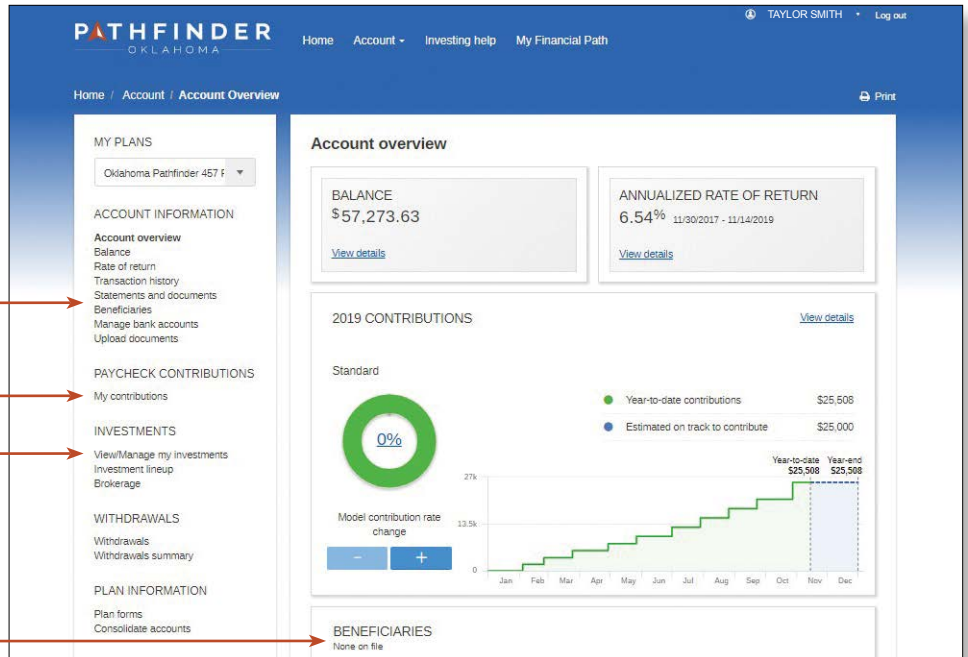 TAYLOR SMITH • Log out
PATHFINDER
OKLAHOMA
Home Account Investing help My Financial Path
Home / Account / Account Overview
Print
MY PLANS
Oklahoma Pathfinder 457
ACCOUNT INFORMATION
Account overview
Balance
Rate of return
Transaction history
Statements and documents
Beneficiaries
Manage bank accounts
Upload documents
PAYCHECK CONTRIBUTIONS
My contributions
INVESTMENTS
View/Manage my investments
Investment lineup
Brokerage
WITHDRAWALS
Withdrawals
Withdrawals summary
PLAN INFORMATION
Plan forms
Consolidate accounts
Account overview
BALANCE
$57,273.63
View details
ANNUALIZED RATE OF RETURN
6.54% 11/30/2017 - 11/14/2019
View details
2019 CONTRIBUTIONS
View details
Standard
0%
Model contribution rate
change
- +
Year-to-date contributions $25,508
Estimated on track to contribute $25,000
Year-to-date Year-end
$25,508 $25,508
27k
13.5k
0
Jan Feb Mar Apr May Jun Jul Aug Sep Oct Nov Dec
BENEFICIARIES
None on file